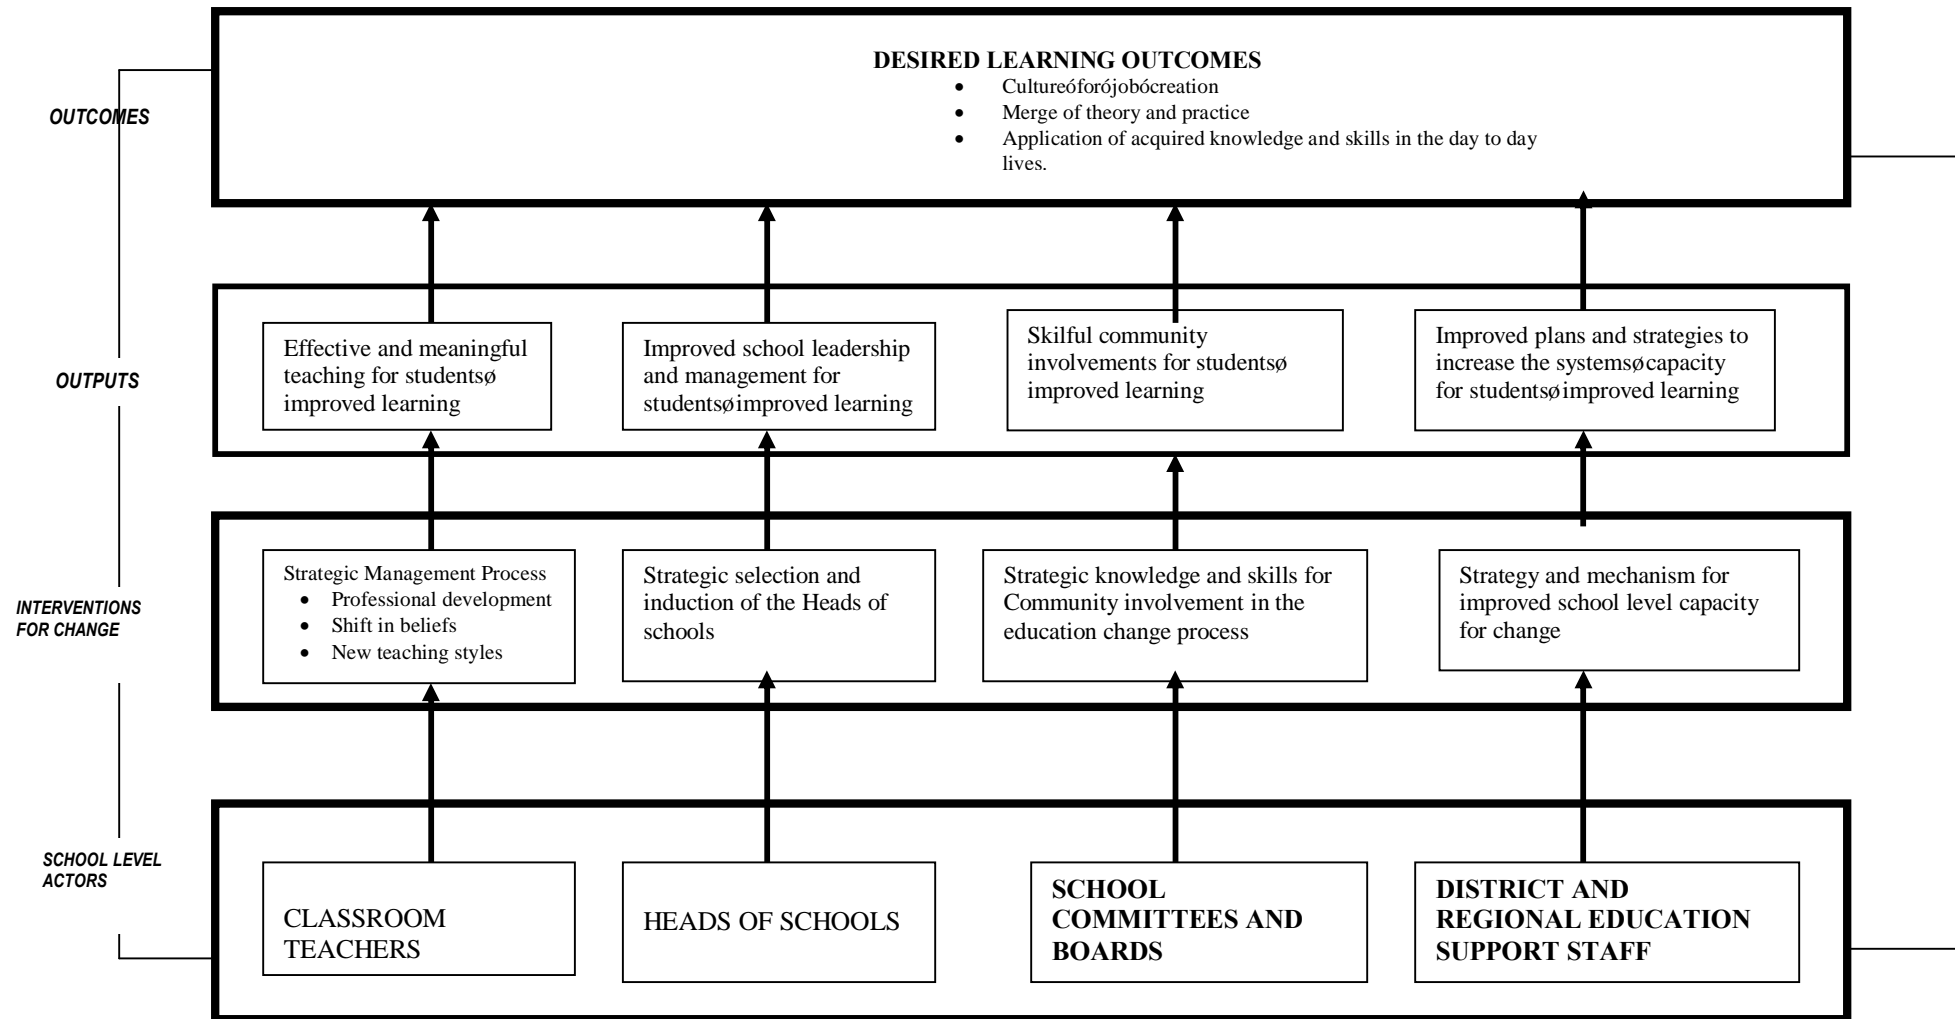 DESIRED LEARNING OUTCOMES
• Cultureóforójobócreation
• Merge of theory and practice
• Application of acquired knowledge and skills in the day to day
lives.
OUTCOMES
OUTPUTS
Effective and meaningful
teaching for studentsø
improved learning
Improved school leadership
and management for
studentsøimproved learning
Skilful community
involvements for studentsø
improved learning
Improved plans and strategies to
increase the systemsøcapacity
for studentsøimproved learning
INTERVENTIONS
FOR CHANGE
Strategic Management Process
• Professional development
• Shift in beliefs
• New teaching styles
Strategic selection and
induction of the Heads of
schools
Strategic knowledge and skills for
Community involvement in the
education change process
Strategy and mechanism for
improved school level capacity
for change
SCHOOL LEVEL
ACTORS
CLASSROOM
TEACHERS
HEADS OF SCHOOLS
SCHOOL
COMMITTEES AND
BOARDS
DISTRICT AND
REGIONAL EDUCATION
SUPPORT STAFF